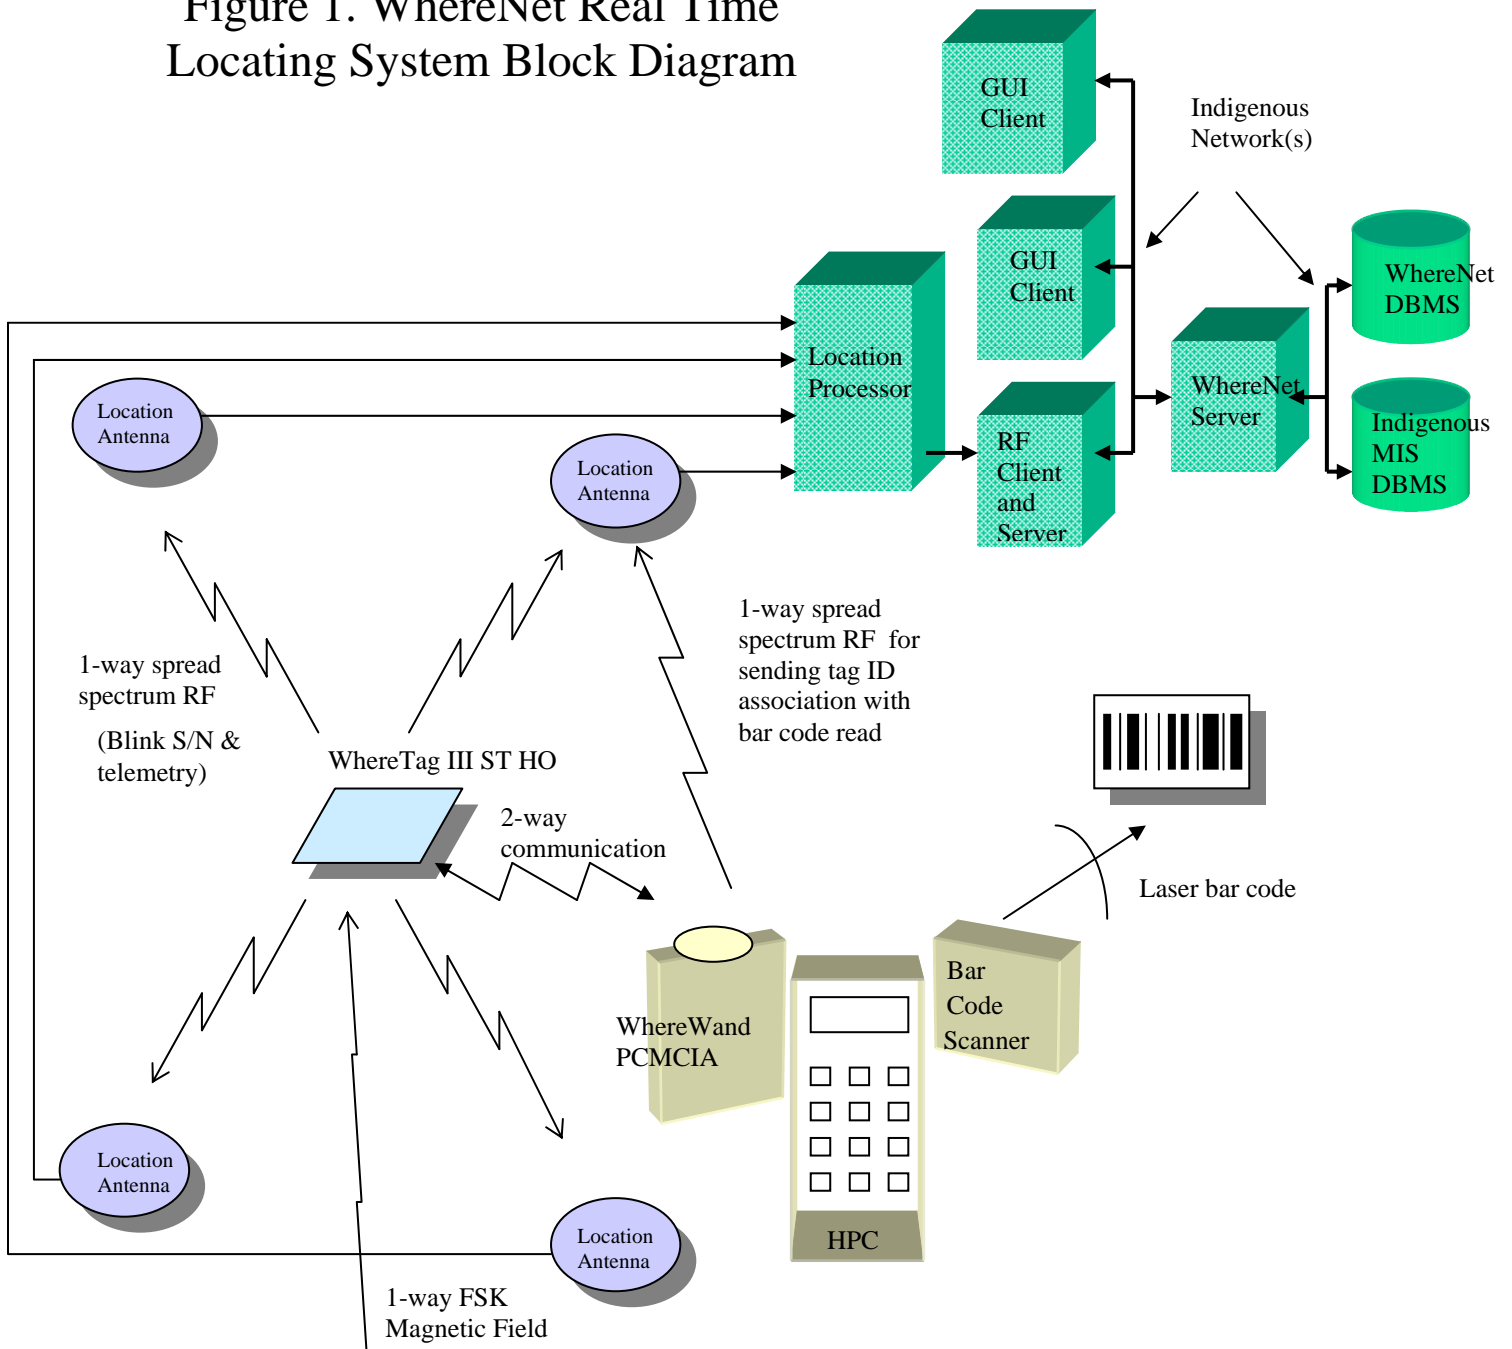 Figure 1. WhereNet Real Time
Locating System Block Diagram
GUI
Client
Indigenous
Network(s)
GUI
Client
WhereNet
DBMS
Location
Processor
WhereNet
Server
Indigenous
MIS
DBMS
RF
Client
and
Server
Location
Antenna
Location
Antenna
1-way spread
spectrum RF
(Blink S/N &
telemetry)
1-way spread
spectrum RF for
sending tag ID
association with
bar code read
WhereTag III ST HO
2-way
communication
Laser bar code
WhereWand
PCMCIA
Bar
Code
Scanner
HPC
Location
Antenna
Location
Antenna
1-way FSK
Magnetic Field